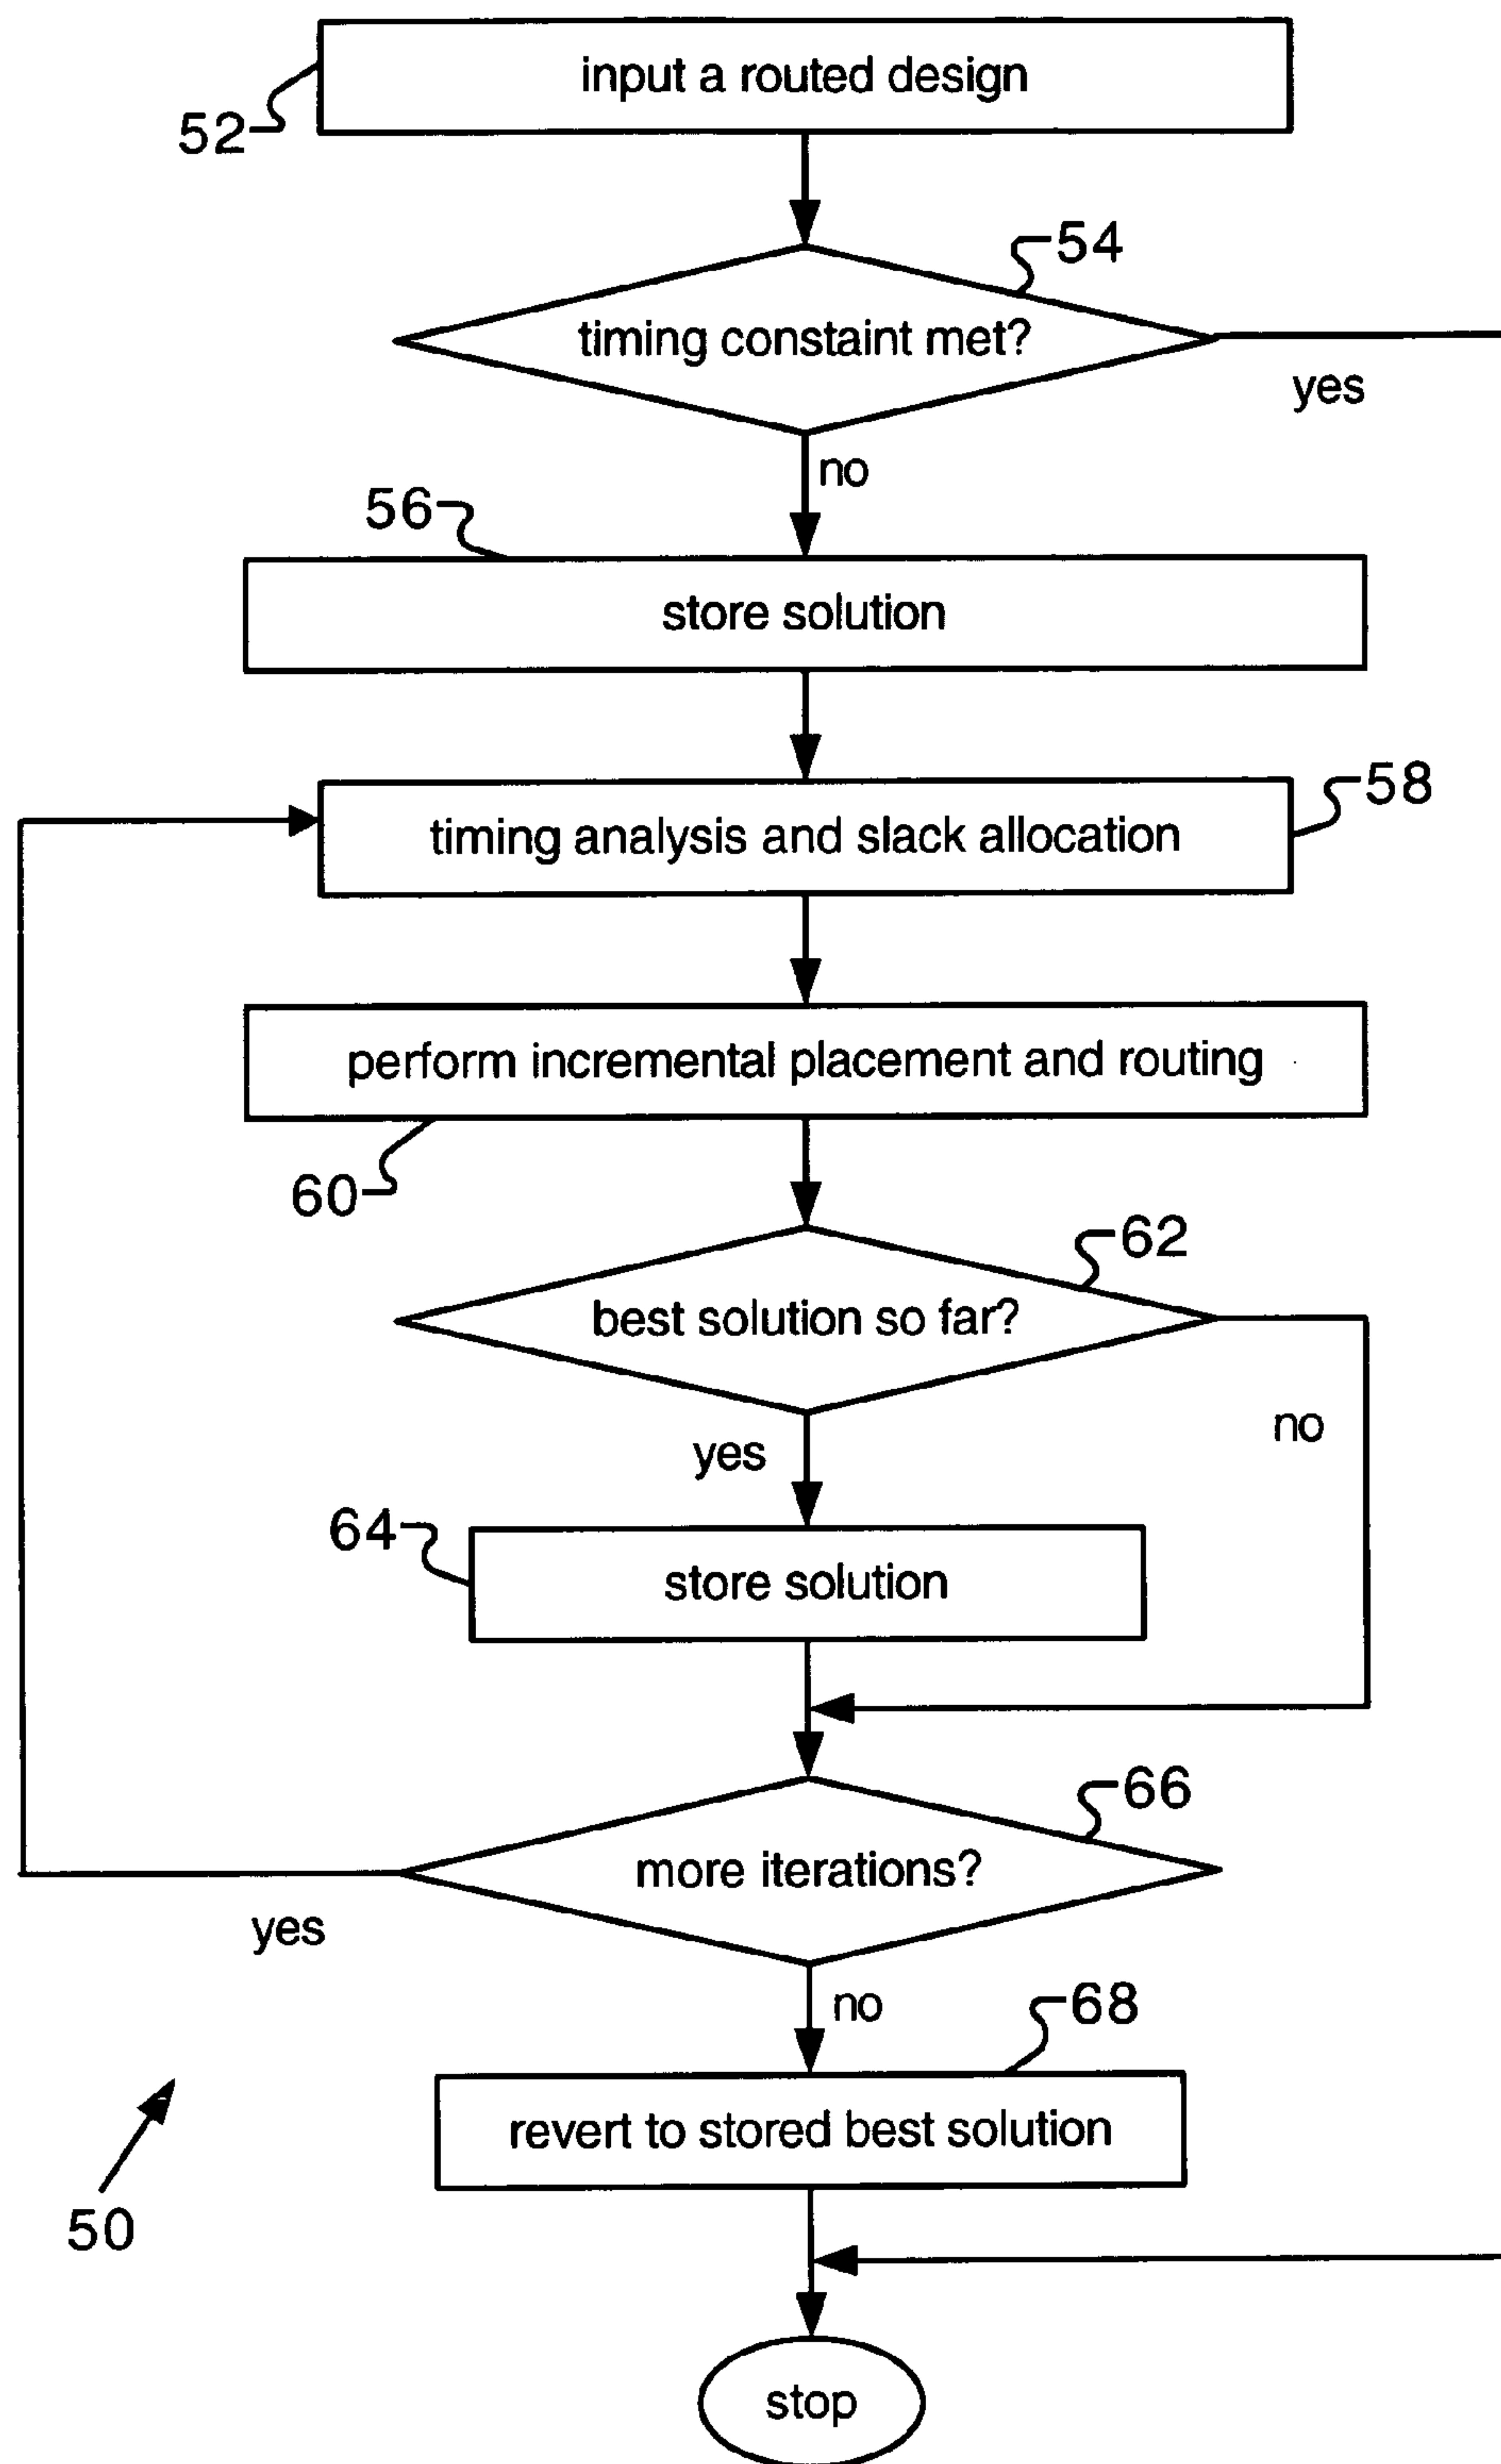 input a routed design
52
54
timing constaint met?
yes
no
56
store solution
58
timing analysis and slack allocation
perform incremental placement and routing
60
62
best solution so far?
no
yes
64
store solution
66
more iterations?
yes
no
68
revert to stored best solution
50
stop